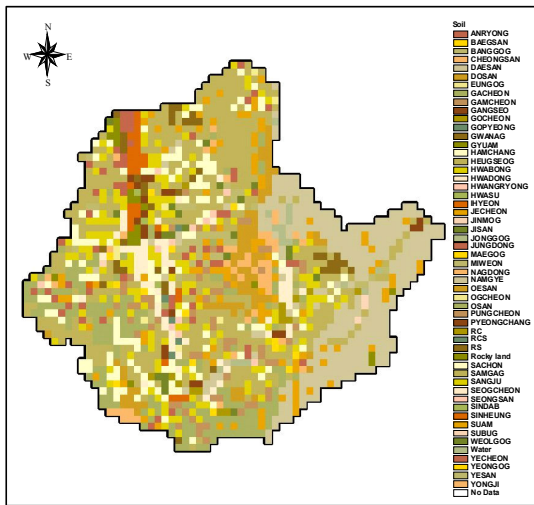 N
W E
S
Soil
ANRYONG
BAEGSAN
BANGGOG
CHEONGSAN
DAESAN
DOSAN
EUNGOG
GACHEON
GAMCHEON
GANGSEO
GOCHEON
GOPYEONG
GWANAG
GYUAM
HAMCHANG
HEUGSEOG
HWABONG
HWADONG
HWANGRYONG
HWASU
IHYEON
JECHEON
JINMOG
JISAN
JONGGOG
JUNGDONG
MAEGOG
MIWEON
NAGDONG
NAMGYE
OESAN
OGCHEON
OSAN
PUNGCHEON
PYEONGCHANG
RC
RCS
RS
Rocky land
SACHON
SAMGAG
SANGJU
SEOGCHEON
SEONGSAN
SINDAB
SINHEUNG
SUAM
SUBUG
WEOLGOG
Water
YECHEON
YEONGOG
YESAN
YONGJI
No Data